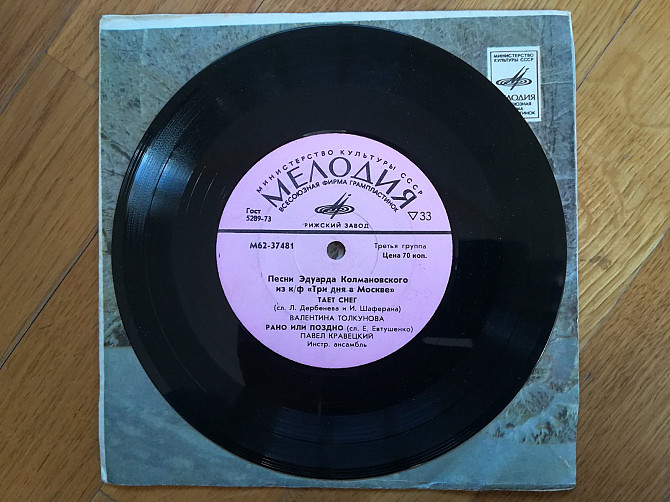 МИНИСТЕРСТВО
КУЛЬТУРЫ СССР
МЕЛОДИЯ
МИНИСТЕРСТВО КУЛЬТУРЫ СССР
МЕЛОДИЯ
ВСЕСОЮЗНАЯ ФИРМА ГРАМПЛАСТИНОК
Гост
5289-73
▽33
РИЖСКИЙ ЗАВОД
М62-37481
Третья группа
Цена 70 коп.
Песни Эдуарда Колмановского
из к/ф «Три дня в Москве»
ТАЕТ СНЕГ
(сл. Л. Дербенева и И. Шаферана)
ВАЛЕНТИНА ТОЛКУНОВА
РАНО ИЛИ ПОЗДНО (сл. Е. Евтушенко)
ПАВЕЛ КРАВЕЦКИЙ
Инстр. ансамбль